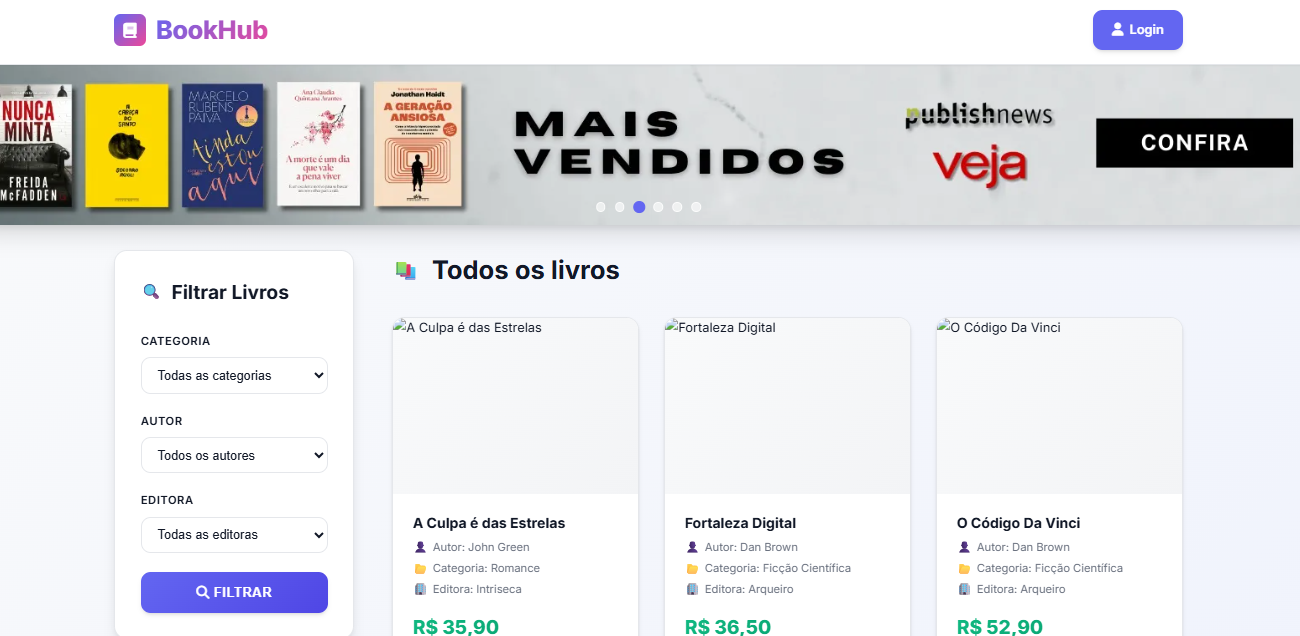 BookHub
Login
NUNCA
MINTA
FREIDA
McFADDEN
A
CABEÇA
DO
SANTO
MARCELO
RUBENS
PAIVA
Ainda
estou
aqui
Ana Claudia
Quintana Arantes
A morte é um dia
que vale
a pena viver
Jonathan Haidt
A GERAÇÃO
ANSIOSA
MAIS
VENDIDOS
publishnews
veja
CONFIRA
Filtrar Livros
CATEGORIA
Todas as categorias
AUTOR
Todos os autores
EDITORA
Todas as editoras
FILTRAR
Todos os livros
A Culpa é das Estrelas
A Culpa é das Estrelas
Autor: John Green
Categoria: Romance
Editora: Intriseca
R$ 35,90
Fortaleza Digital
Fortaleza Digital
Autor: Dan Brown
Categoria: Ficção Científica
Editora: Arqueiro
R$ 36,50
O Código Da Vinci
O Código Da Vinci
Autor: Dan Brown
Categoria: Ficção Científica
Editora: Arqueiro
R$ 52,90